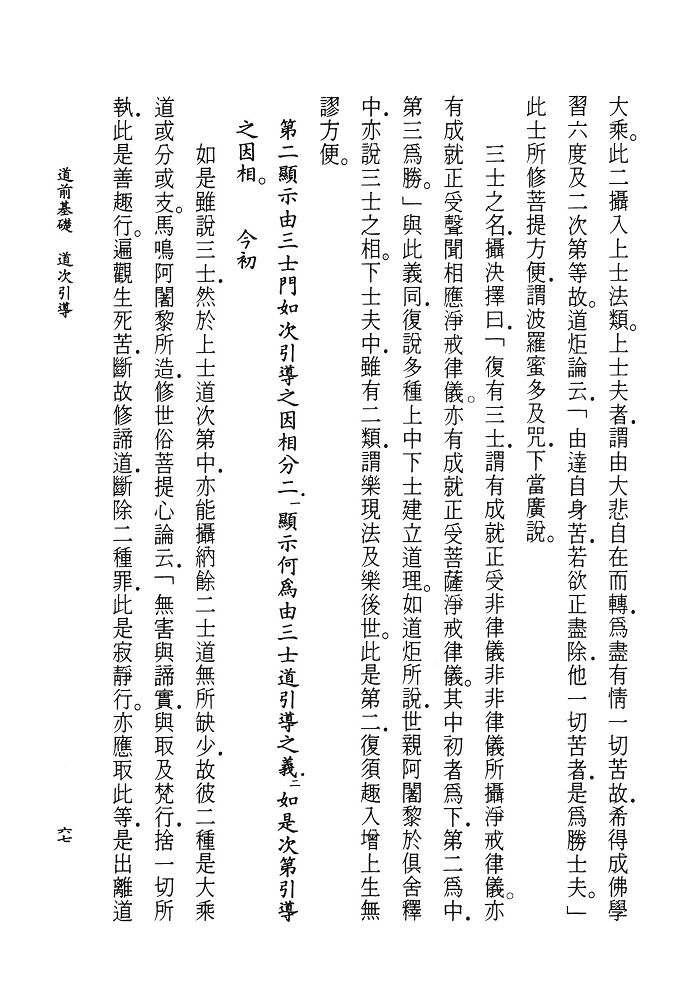 大乘。此二攝入上士法類。上士夫者.謂由大悲自在而轉.為盡有情一切苦故.希得成佛學
習六度及二次第等故。道炬論云.「由達自身苦.若欲正盡除.他一切苦者.是為勝士夫。」
此士所修菩提方便.謂波羅蜜多及咒.下當廣說。
三士之名.攝決擇曰.「復有三士.謂有成就正受非律儀非非律儀所攝淨戒律儀。亦
有成就正受聲聞相應淨戒律儀。亦有成就正受菩薩淨戒律儀。其中初者為下.第二為中.
第三為勝。」與此義同.復說多種上中下士建立道理。如道炬所說.世親阿闍黎於俱舍釋
中.亦說三士之相。下士夫中.雖有二類.謂樂現法及樂後世。此是第二.復須趣入增上生無
謬方便。
第二顯示由三士門如次引導之因相分二.一顯示何為由三士道引導之義.二如是次第引導
之因相。 今初
如是雖說三士.然於上士道次第中.亦能攝納餘二士道無所缺少.故彼二種是大乘
道或分或支。馬鳴阿闍黎所造.修世俗菩提心論云.「無害與諦實.與取及梵行.捨一切所
執.此是善趣行。遍觀生死苦.斷故修諦道.斷除二種罪.此是寂靜行。亦應取此等.是出離道
道前基礎 道次引導
六七